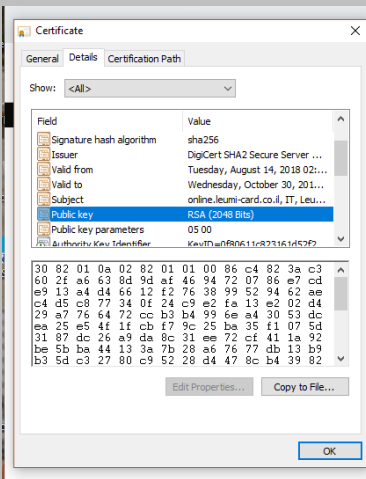 Certificate
General Details Certification Path
Show: <All>
Field Value
Signature hash algorithm sha256
Issuer DigiCert SHA2 Secure Server ...
Valid from Tuesday, August 14, 2018 02:...
Valid to Wednesday, October 30, 201...
Subject online.leumi-card.co.il, IT, Leu...
Public key RSA (2048 Bits)
Public key parameters 05 00
Authority Key Identifier KeyID=0f80611c823161d52f2
30 82 01 0a 02 82 01 01 00 86 c4 82 3a c3
60 2f a6 63 8d 9d af 46 94 72 07 86 e7 cd
e9 13 a4 d4 66 12 f2 76 38 99 52 94 62 ae
c4 d5 c8 77 34 0f 24 c9 e2 fa 13 e2 02 d4
29 a7 76 64 72 cc b3 b4 99 6e a4 30 53 dc
ea 25 e5 4f 1f cb f7 9c 25 ba 35 f1 07 5d
31 87 dc 26 a9 da 8c 31 ee 72 cf 41 1a 92
be 5b ba 44 13 3a 7b 28 a6 76 77 db 13 b9
b3 5d c3 27 80 c9 52 28 d4 47 8c b4 39 82
Edit Properties... Copy to File...
OK